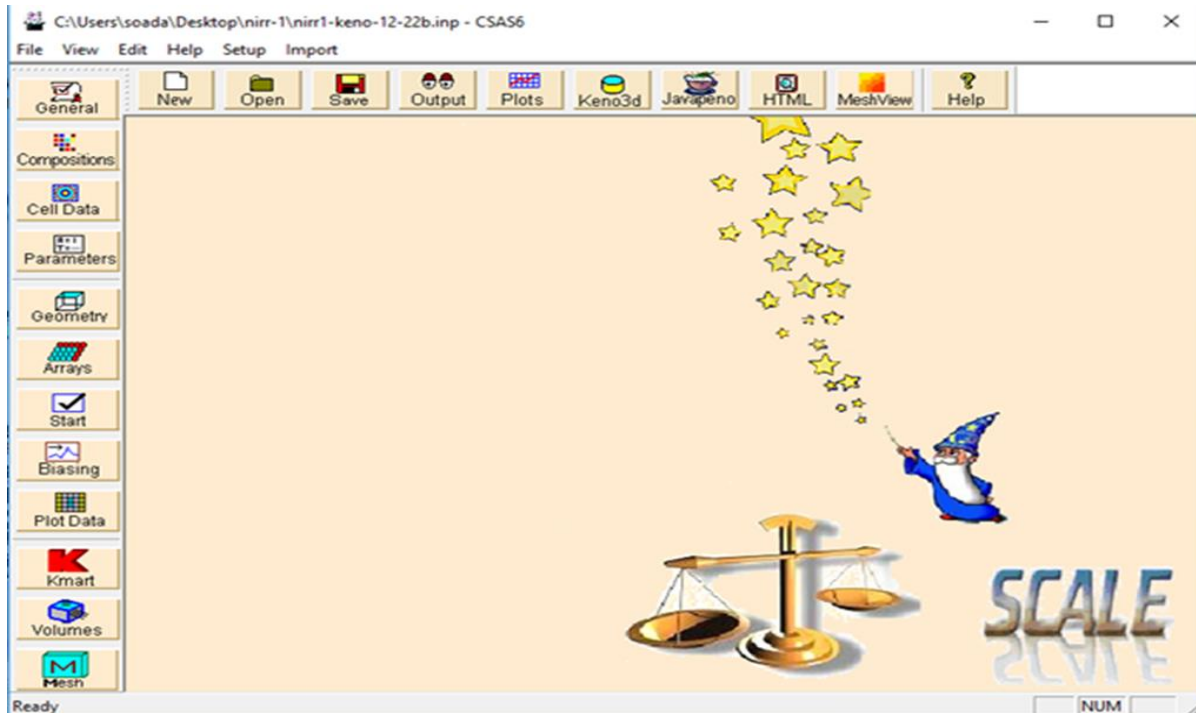 C:\Users\soada\Desktop\nirr-1\nirr1-keno-12-22b.inp - CSAS6
File View Edit Help Setup Import
New Open Save Output Plots Keno3d Javapeno HTML MeshView Help
General
Compositions
Cell Data
Parameters
Geometry
Arrays
Start
Biasing
Plot Data
Kmart
Volumes
M
Mesh
SCALE
Ready NUM